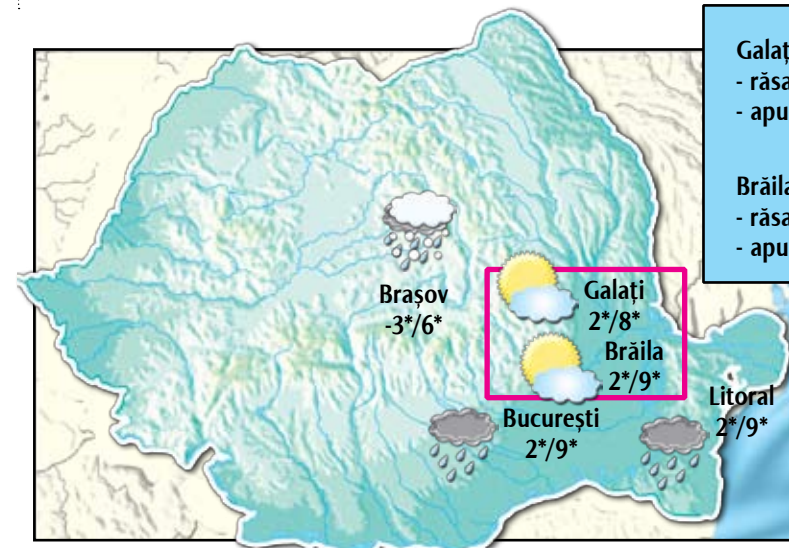 Galaț
- răsa
- apu
Brăila
- răsa
- apu
Brașov
-3*/6*
Galați
2*/8*
Brăila
2*/9*
București
2*/9*
Litoral
2*/9*